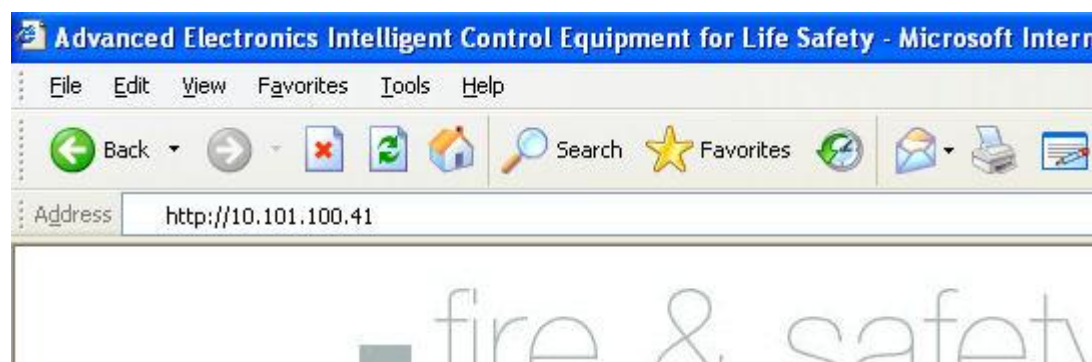 Advanced Electronics Intelligent Control Equipment for Life Safety - Microsoft Intern
File Edit View Favorites Tools Help
Back Search Favorites
Address http://10.101.100.41
fire & safety